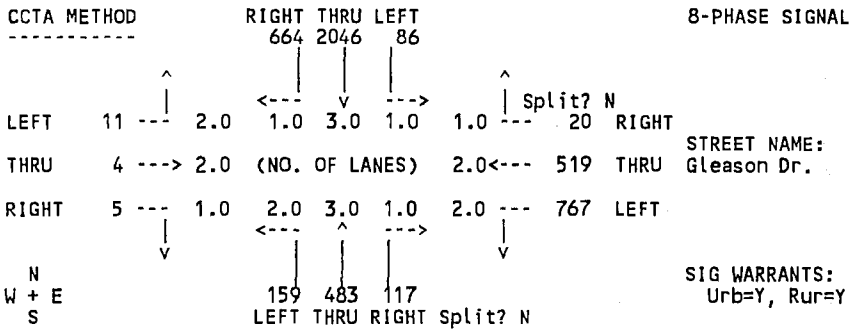 CCTA METHOD RIGHT THRU LEFT 8-PHASE SIGNAL
----------- 664 2046 86
^ | | | ^
| <--- v ---> | Split? N
LEFT 11 --- 2.0 1.0 3.0 1.0 1.0 --- 20 RIGHT
STREET NAME:
THRU 4 ---> 2.0 (NO. OF LANES) 2.0<--- 519 THRU Gleason Dr.
RIGHT 5 --- 1.0 2.0 3.0 1.0 2.0 --- 767 LEFT
| <--- ^ ---> |
v | | | v
N SIG WARRANTS:
W + E 159 483 117 Urb=Y, Rur=Y
S LEFT THRU RIGHT Split? N